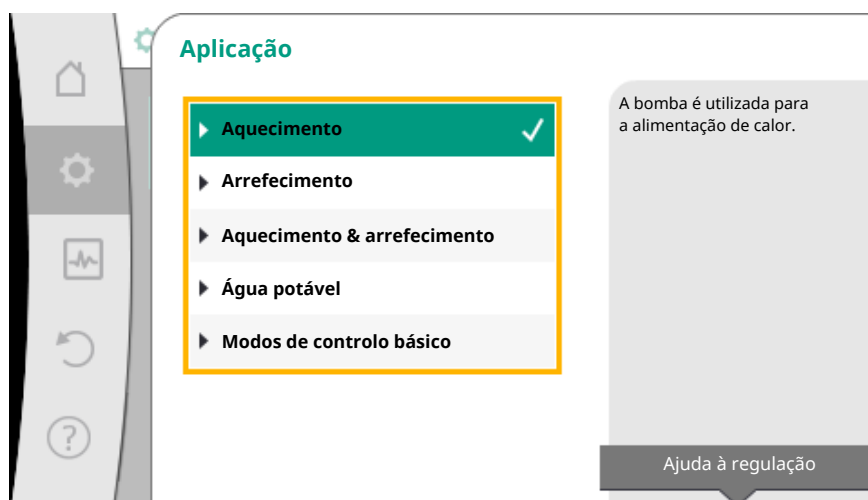 Aplicação
Aquecimento
Arrefecimento
Aquecimento & arrefecimento
Água potável
Modos de controlo básico
A bomba é utilizada para
a alimentação de calor.
Ajuda à regulação
?